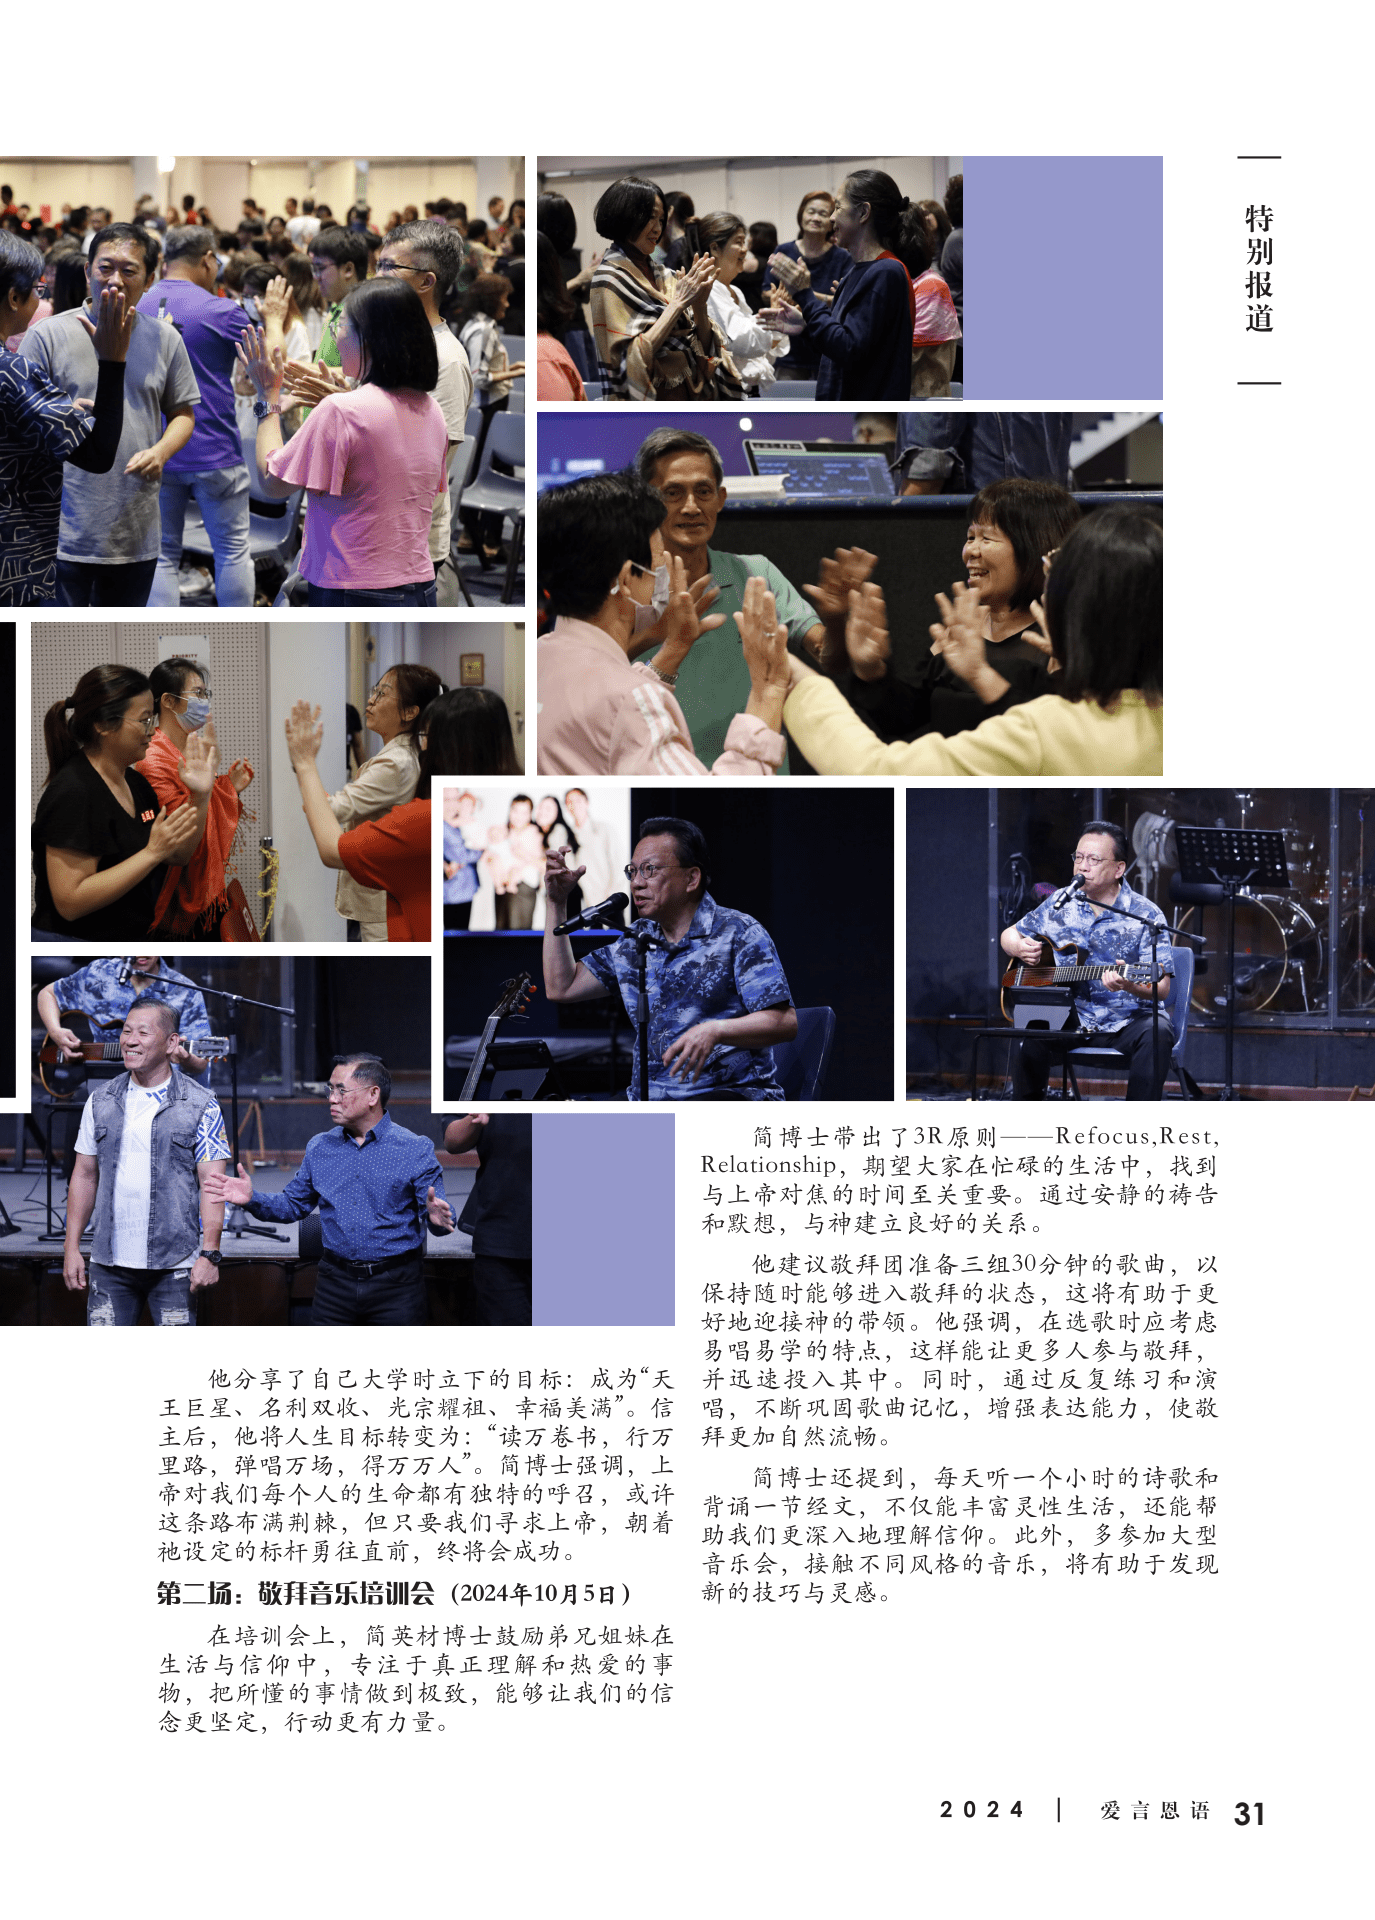 特别报道
他分享了自己大学时立下的目标：成为“天
王巨星、名利双收、光宗耀祖、幸福美满”。信
主后，他将人生目标转变为：“读万卷书，行万
里路，弹唱万场，得万万人”。简博士强调，上
帝对我们每个人的生命都有独特的呼召，或许
这条路布满荆棘，但只要我们寻求上帝，朝着
祂设定的标杆勇往直前，终将会成功。
第二场：敬拜音乐培训会（2024年10月5日）
在培训会上，简英材博士鼓励弟兄姐妹在
生活与信仰中，专注于真正理解和热爱的事
物，把所懂的事情做到极致，能够让我们的信
念更坚定，行动更有力量。
简博士带出了3R原则——Refocus,Rest,
Relationship，期望大家在忙碌的生活中，找到
与上帝对焦的时间至关重要。通过安静的祷告
和默想，与神建立良好的关系。
他建议敬拜团准备三组30分钟的歌曲，以
保持随时能够进入敬拜的状态，这将有助于更
好地迎接神的带领。他强调，在选歌时应考虑
易唱易学的特点，这样能让更多人参与敬拜，
并迅速投入其中。同时，通过反复练习和演
唱，不断巩固歌曲记忆，增强表达能力，使敬
拜更加自然流畅。
简博士还提到，每天听一个小时的诗歌和
背诵一节经文，不仅能丰富灵性生活，还能帮
助我们更深入地理解信仰。此外，多参加大型
音乐会，接触不同风格的音乐，将有助于发现
新的技巧与灵感。
2024 | 爱言恩语 31